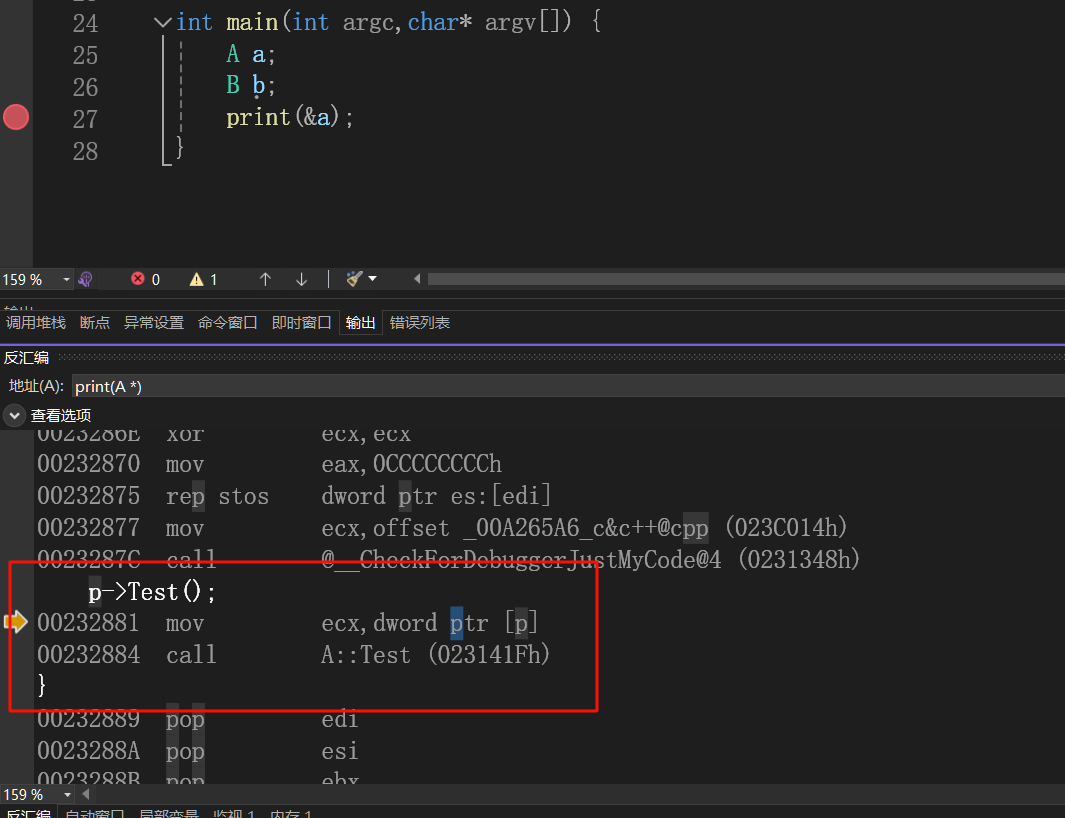 24 int main(int argc,char* argv[]) {
25 A a;
26 B b;
27 print(&a);
28 }
159 % 0 1
调用堆栈 断点 异常设置 命令窗口 即时窗口 输出 错误列表
反汇编
地址(A): print(A *)
查看选项
0023286E xor ecx,ecx
00232870 mov eax,0CCCCCCCCh
00232875 rep stos dword ptr es:[edi]
00232877 mov ecx,offset _00A265A6_c&c++@cpp (023C014h)
0023287C call @__CheckForDebuggerJustMyCode@4 (0231348h)
p->Test();
00232881 mov ecx,dword ptr [p]
00232884 call A::Test (023141Fh)
}
00232889 pop edi
0023288A pop esi
0023288B pop ebx
159 %
反汇编 自动窗口 局部变量 监视 1 内存 1